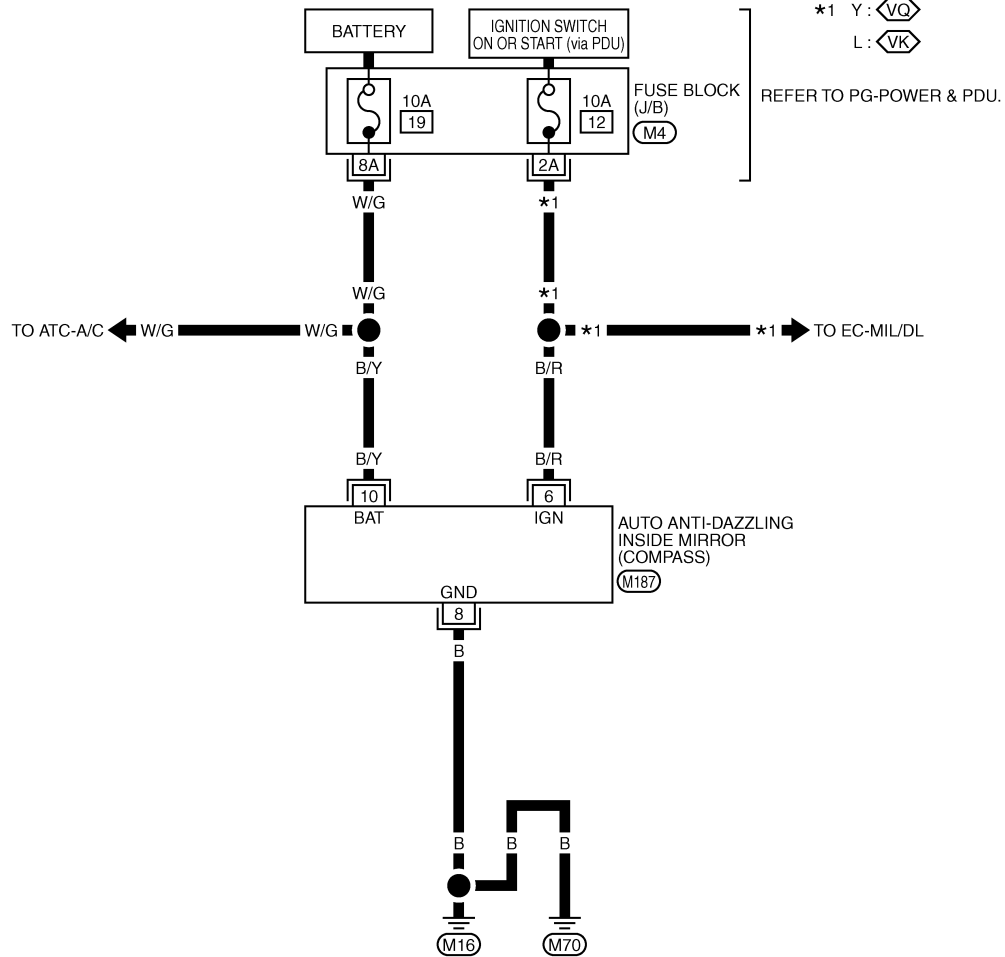 BATTERY
IGNITION SWITCH
ON OR START (via PDU)
*1 Y : VQ
L : VK
10A
19
10A
12
FUSE BLOCK
(J/B)
M4
REFER TO PG-POWER & PDU.
8A
2A
W/G
*1
W/G
*1
TO ATC-A/C
W/G
W/G
*1
*1
TO EC-MIL/DL
B/Y
B/R
B/Y
B/R
10
6
BAT
IGN
AUTO ANTI-DAZZLING
INSIDE MIRROR
(COMPASS)
M187
GND
8
B
B
B
B
M16
M70